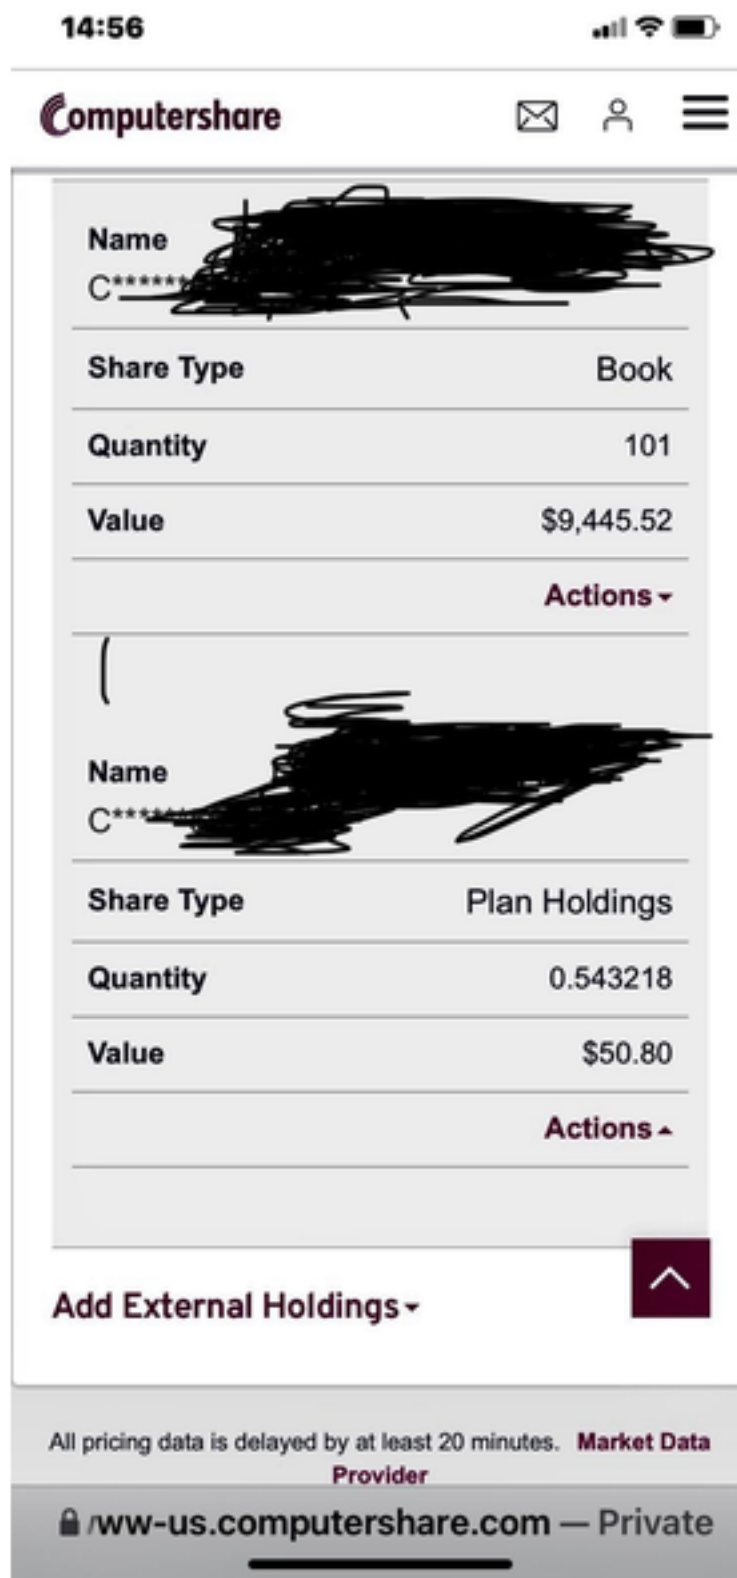 14:56
Computershare
Name
C******
Share Type Book
Quantity 101
Value $9,445.52
Actions
Name
C******
Share Type Plan Holdings
Quantity 0.543218
Value $50.80
Actions
Add External Holdings
All pricing data is delayed by at least 20 minutes. Market Data
Provider
ww-us.computershare.com — Private